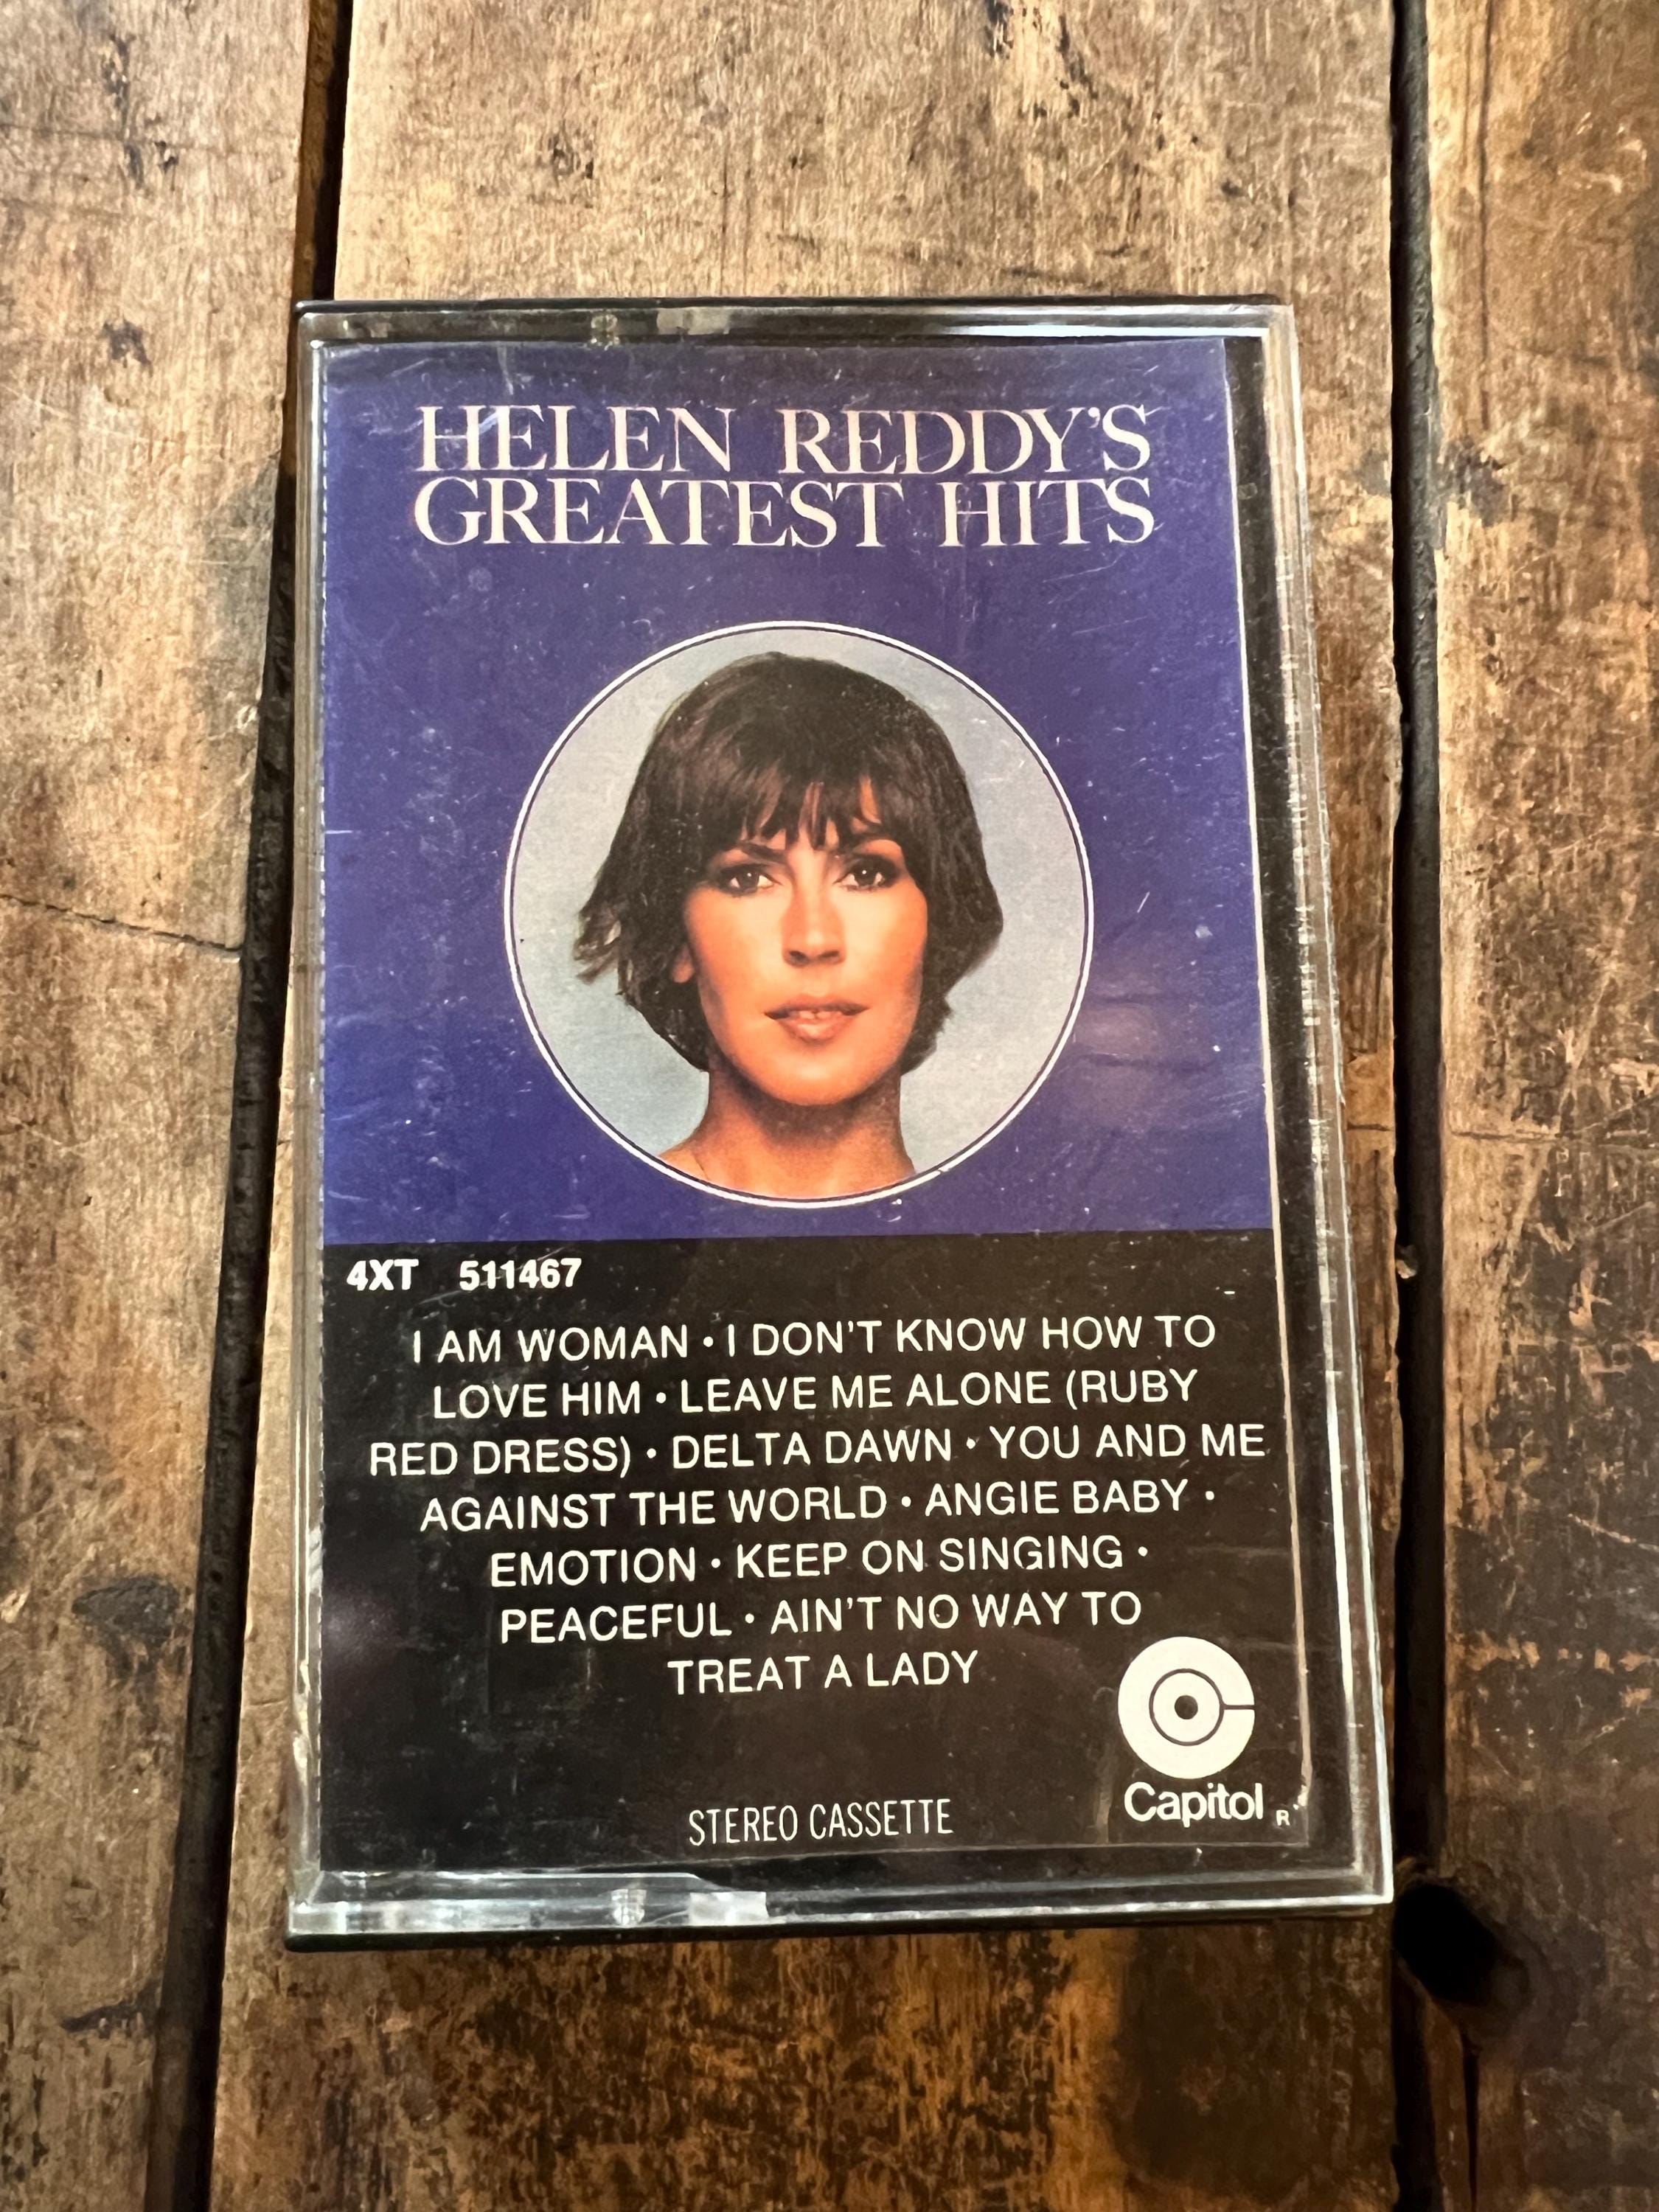 HELEN REDDY'S
GREATEST HITS
4XT 511467
I AM WOMAN • I DON'T KNOW HOW TO
LOVE HIM • LEAVE ME ALONE (RUBY
RED DRESS) • DELTA DAWN • YOU AND ME
AGAINST THE WORLD • ANGIE BABY •
EMOTION • KEEP ON SINGING •
PEACEFUL • AIN'T NO WAY TO
TREAT A LADY
Capitol R
STEREO CASSETTE